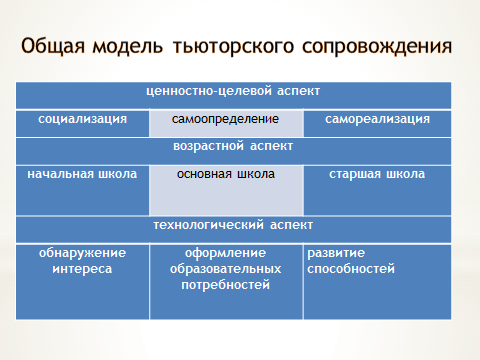 Общая модель тьюторского сопровождения
ценностно-целевой аспект
социализация самоопределение самореализация
возрастной аспект
начальная школа основная школа старшая школа
технологический аспект
обнаружение
интереса
оформление
образовательных
потребностей
развитие
способностей